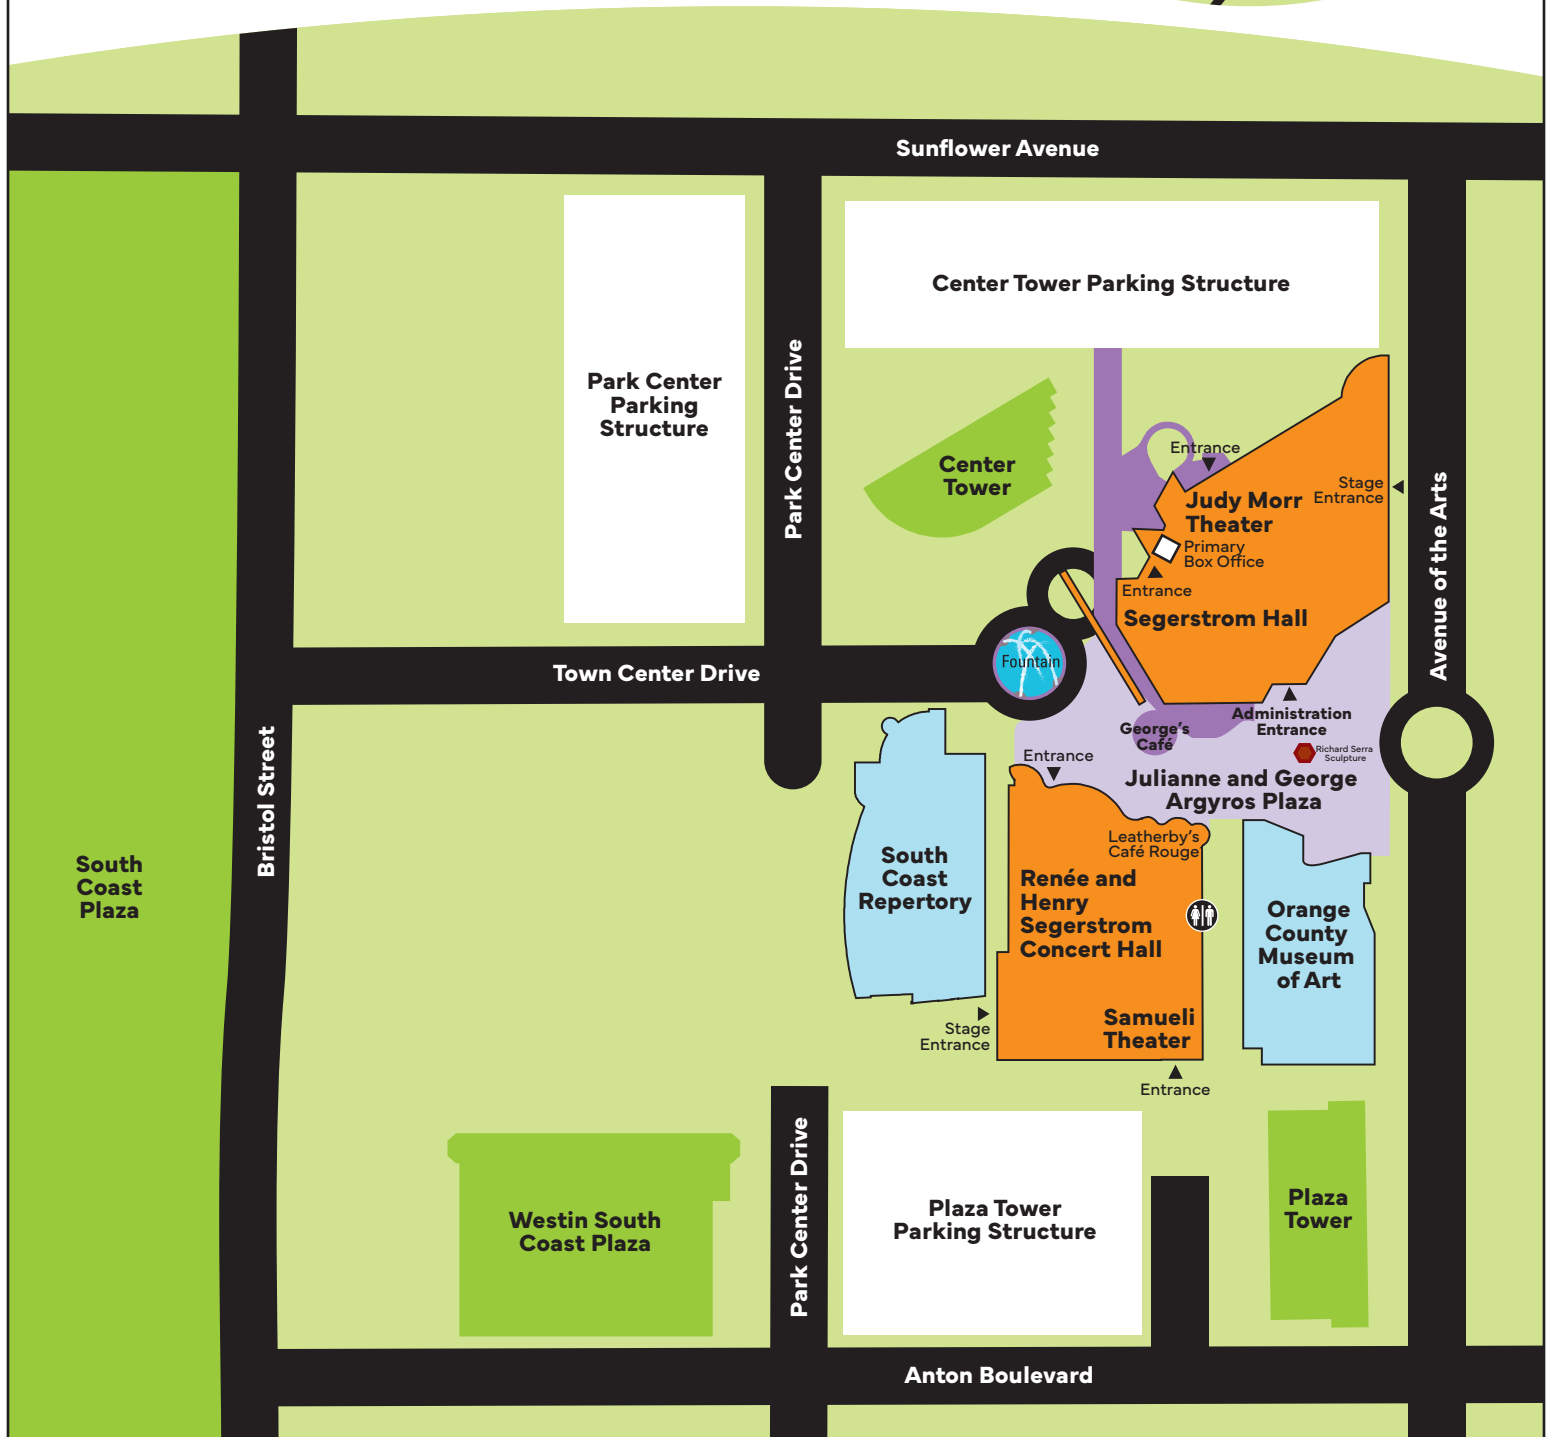 Sunflower Avenue
Center Tower Parking Structure
Park Center
Parking
Structure
Park Center Drive
Center
Tower
Entrance
Stage
Entrance
Judy Morr
Theater
Primary
Box Office
Entrance
Segerstrom Hall
Avenue of the Arts
Town Center Drive
Fountain
George's
Café
Administration
Entrance
Richard Serra
Sculpture
Entrance
Julianne and George
Argyros Plaza
Bristol Street
South
Coast
Plaza
South
Coast
Repertory
Leatherby's
Café Rouge
Renée and
Henry
Segerstrom
Concert Hall
Orange
County
Museum
of Art
Samueli
Theater
Stage
Entrance
Entrance
Park Center Drive
Westin South
Coast Plaza
Plaza Tower
Parking Structure
Plaza
Tower
Anton Boulevard